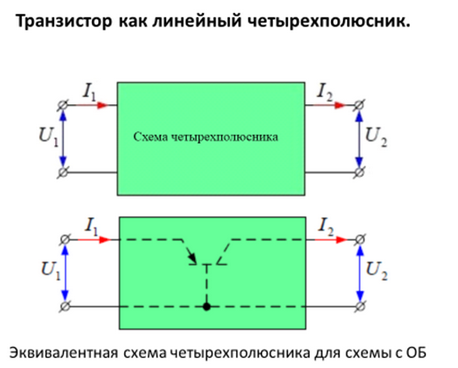 Транзистор как линейный четырехполюсник.
I1 I2
U1 Схема четырехполюсника U2
I1 I2
U1 U2
Эквивалентная схема четырехполюсника для схемы с ОБ